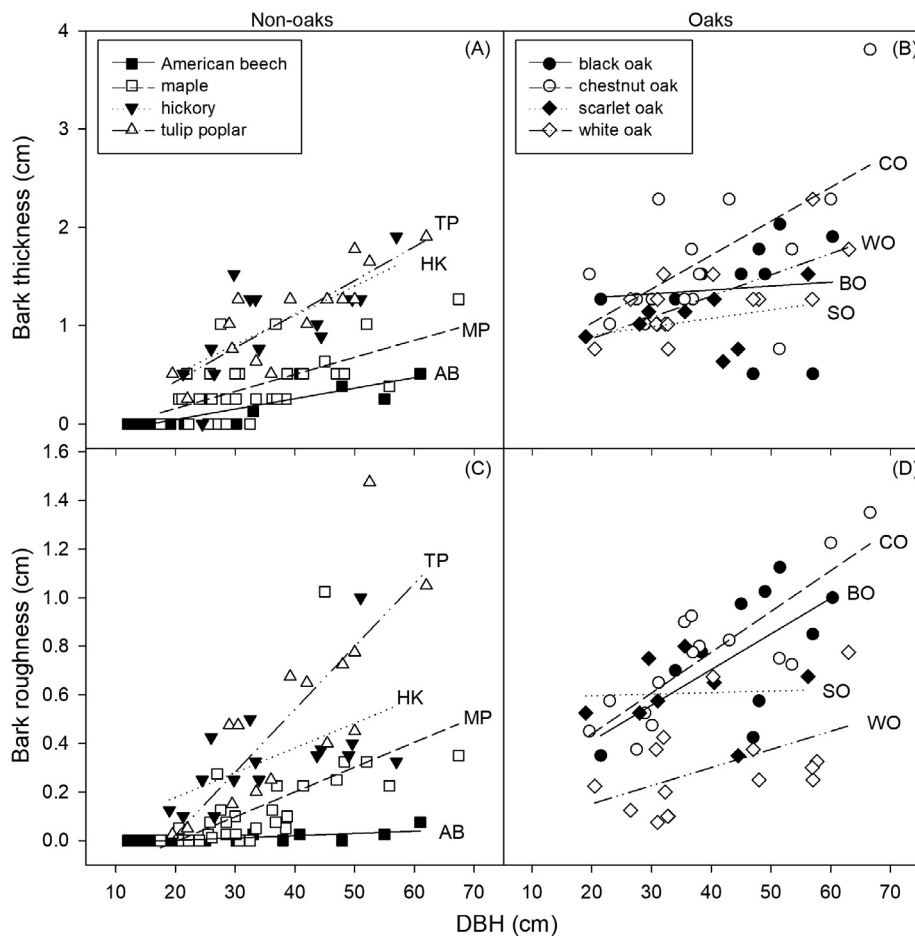 Non-oaks
Oaks
4
3
2
1
0
Bark thickness (cm)
American beech
maple
hickory
tulip poplar
(A)
TP
HK
MP
AB
black oak
chestnut oak
scarlet oak
white oak
(B)
CO
WO
BO
SO
1.6
1.4
1.2
1.0
0.8
0.6
0.4
0.2
0.0
Bark roughness (cm)
(C)
TP
HK
MP
AB
(D)
CO
BO
SO
WO
10 20 30 40 50 60 70
10 20 30 40 50 60 70
DBH (cm)